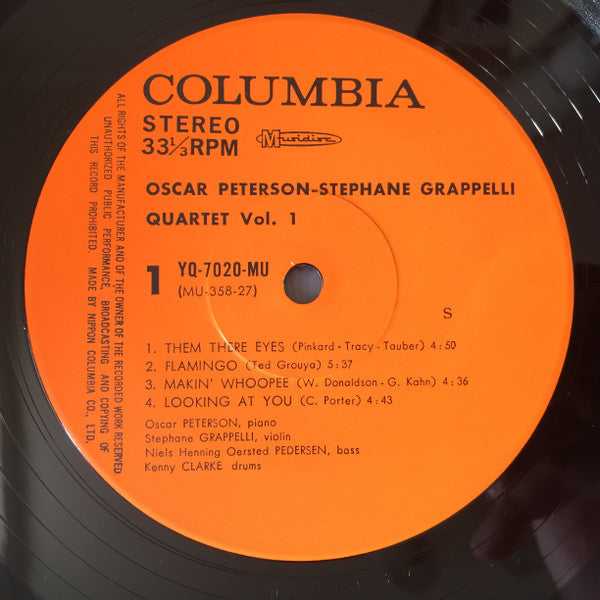 COLUMBIA
STEREO
33⅓RPM
Musidisc
OSCAR PETERSON-STEPHANE GRAPPELLI
QUARTET Vol. 1
1
YQ-7020-MU
(MU-358-27)
S
1. THEM THERE EYES (Pinkard-Tracy-Tauber) 4:50
2. FLAMINGO (Ted Grouya) 5:37
3. MAKIN' WHOOPEE (W. Donaldson-G. Kahn) 4:36
4. LOOKING AT YOU (C. Porter) 4:43
Oscar PETERSON, piano
Stephane GRAPPELLI, violin
Niels Henning Oersted PEDERSEN, bass
Kenny CLARKE drums
ALL RIGHTS OF THE MANUFACTURER AND OF THE OWNER OF THE RECORDED WORK RESERVED
UNAUTHORIZED PUBLIC PERFORMANCE, BROADCASTING AND COPYING OF
THIS RECORD PROHIBITED. MADE BY NIPPON COLUMBIA CO., LTD.